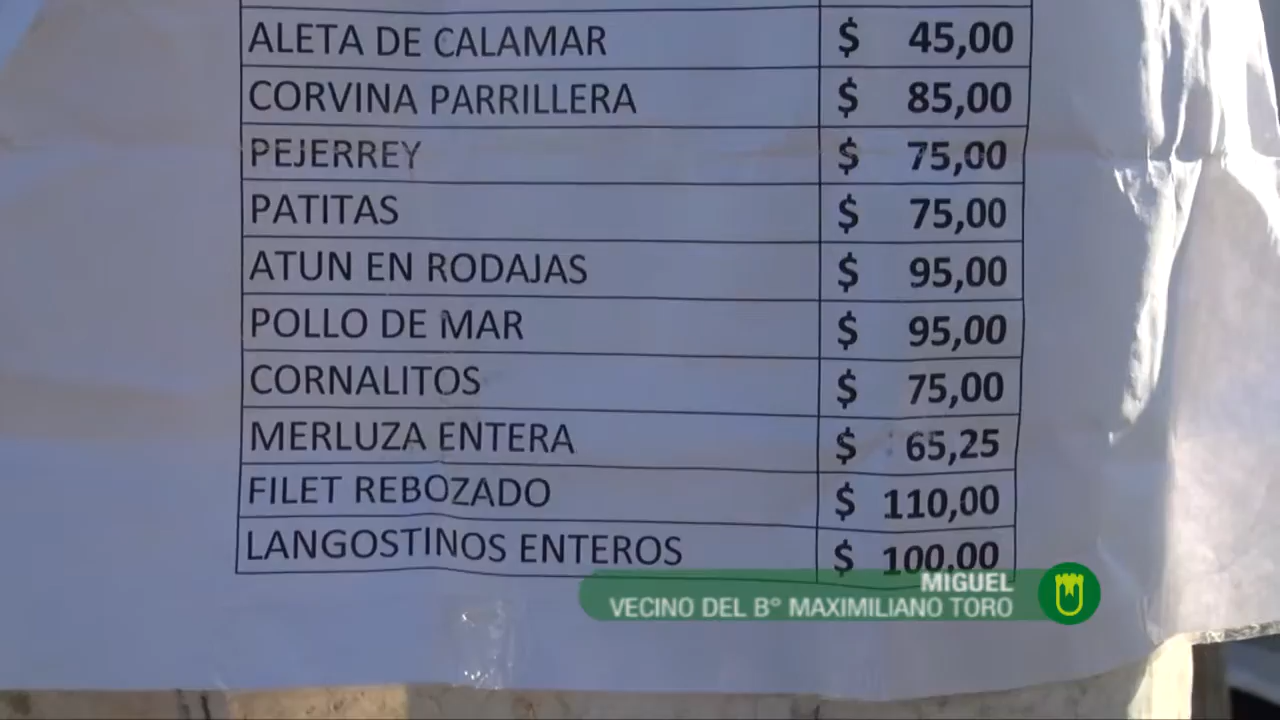 ALETA DE CALAMAR $ 45,00
CORVINA PARRILLERA $ 85,00
PEJERREY $ 75,00
PATITAS $ 75,00
ATUN EN RODAJAS $ 95,00
POLLO DE MAR $ 95,00
CORNALITOS $ 75,00
MERLUZA ENTERA $ 65,25
FILET REBOZADO $ 110,00
LANGOSTINOS ENTEROS $ 100,00
MIGUEL
VECINO DEL B° MAXIMILIANO TORO